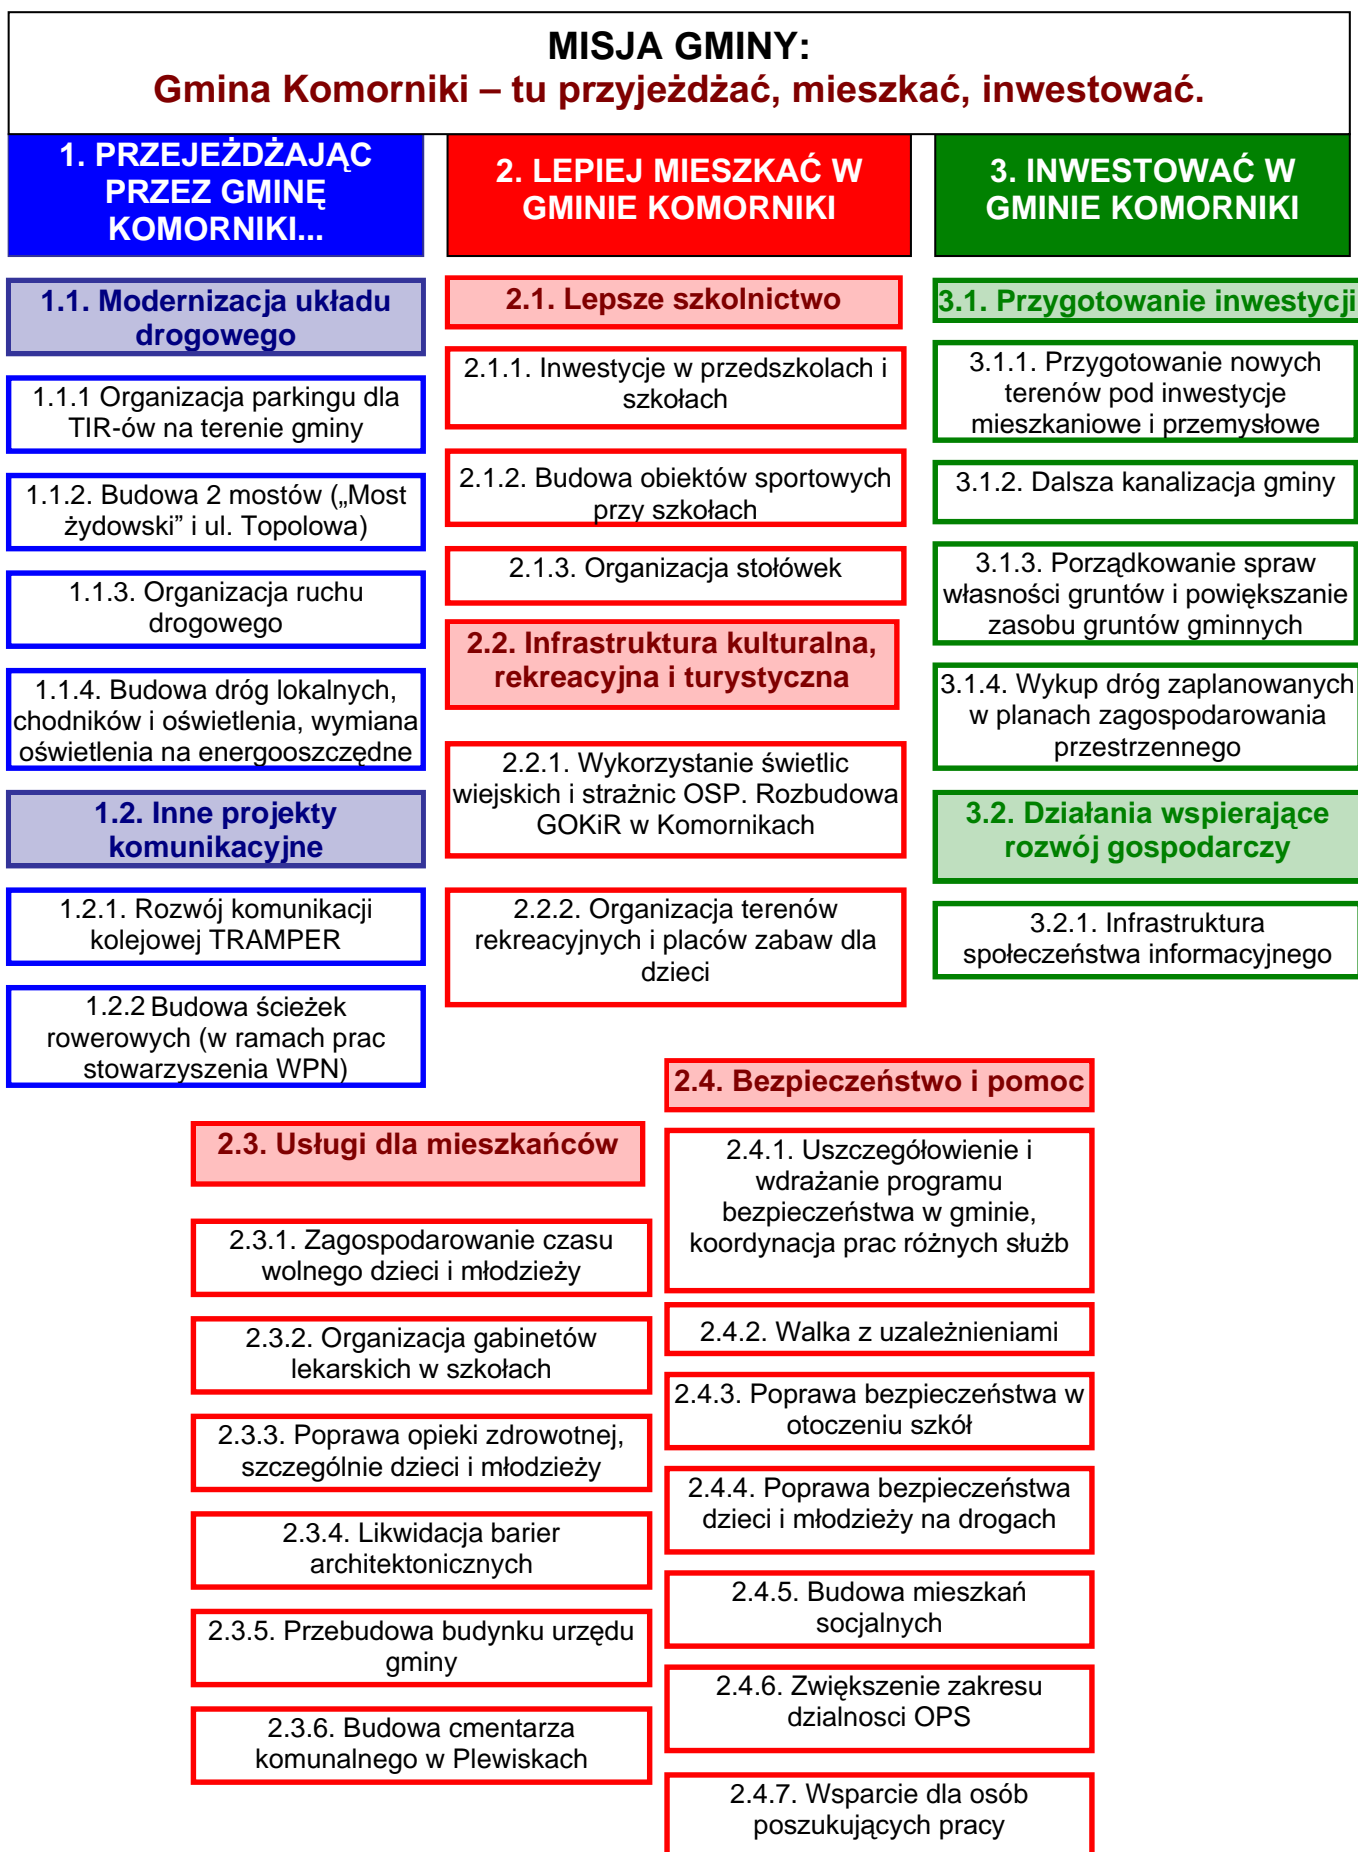 MISJA GMINY:
Gmina Komorniki – tu przyjeżdżać, mieszkać, inwestować.
1. PRZEJEŻDŻAJĄC
PRZEZ GMINĘ
KOMORNIKI...
1.1. Modernizacja układu
drogowego
1.1.1 Organizacja parkingu dla
TIR-ów na terenie gminy
1.1.2. Budowa 2 mostów („Most
żydowski” i ul. Topolowa)
1.1.3. Organizacja ruchu
drogowego
1.1.4. Budowa dróg lokalnych,
chodników i oświetlenia, wymiana
oświetlenia na energooszczędne
1.2. Inne projekty
komunikacyjne
1.2.1. Rozwój komunikacji
kolejowej TRAMPER
1.2.2 Budowa ścieżek
rowerowych (w ramach prac
stowarzyszenia WPN)
2. LEPIEJ MIESZKAĆ W
GMINIE KOMORNIKI
2.1. Lepsze szkolnictwo
2.1.1. Inwestycje w przedszkolach i
szkołach
2.1.2. Budowa obiektów sportowych
przy szkołach
2.1.3. Organizacja stołówek
2.2. Infrastruktura kulturalna,
rekreacyjna i turystyczna
2.2.1. Wykorzystanie świetlic
wiejskich i strażnic OSP. Rozbudowa
GOKiR w Komornikach
2.2.2. Organizacja terenów
rekreacyjnych i placów zabaw dla
dzieci
3. INWESTOWAĆ W
GMINIE KOMORNIKI
3.1. Przygotowanie inwestycji
3.1.1. Przygotowanie nowych
terenów pod inwestycje
mieszkaniowe i przemysłowe
3.1.2. Dalsza kanalizacja gminy
3.1.3. Porządkowanie spraw
własności gruntów i powiększanie
zasobu gruntów gminnych
3.1.4. Wykup dróg zaplanowanych
w planach zagospodarowania
przestrzennego
3.2. Działania wspierające
rozwój gospodarczy
3.2.1. Infrastruktura
społeczeństwa informacyjnego
2.3. Usługi dla mieszkańców
2.3.1. Zagospodarowanie czasu
wolnego dzieci i młodzieży
2.3.2. Organizacja gabinetów
lekarskich w szkołach
2.3.3. Poprawa opieki zdrowotnej,
szczególnie dzieci i młodzieży
2.3.4. Likwidacja barier
architektonicznych
2.3.5. Przebudowa budynku urzędu
gminy
2.3.6. Budowa cmentarza
komunalnego w Plewiskach
2.4. Bezpieczeństwo i pomoc
2.4.1. Uszczegółowienie i
wdrażanie programu
bezpieczeństwa w gminie,
koordynacja prac różnych służb
2.4.2. Walka z uzależnieniami
2.4.3. Poprawa bezpieczeństwa w
otoczeniu szkół
2.4.4. Poprawa bezpieczeństwa
dzieci i młodzieży na drogach
2.4.5. Budowa mieszkań
socjalnych
2.4.6. Zwiększenie zakresu
dzialnosci OPS
2.4.7. Wsparcie dla osób
poszukujących pracy